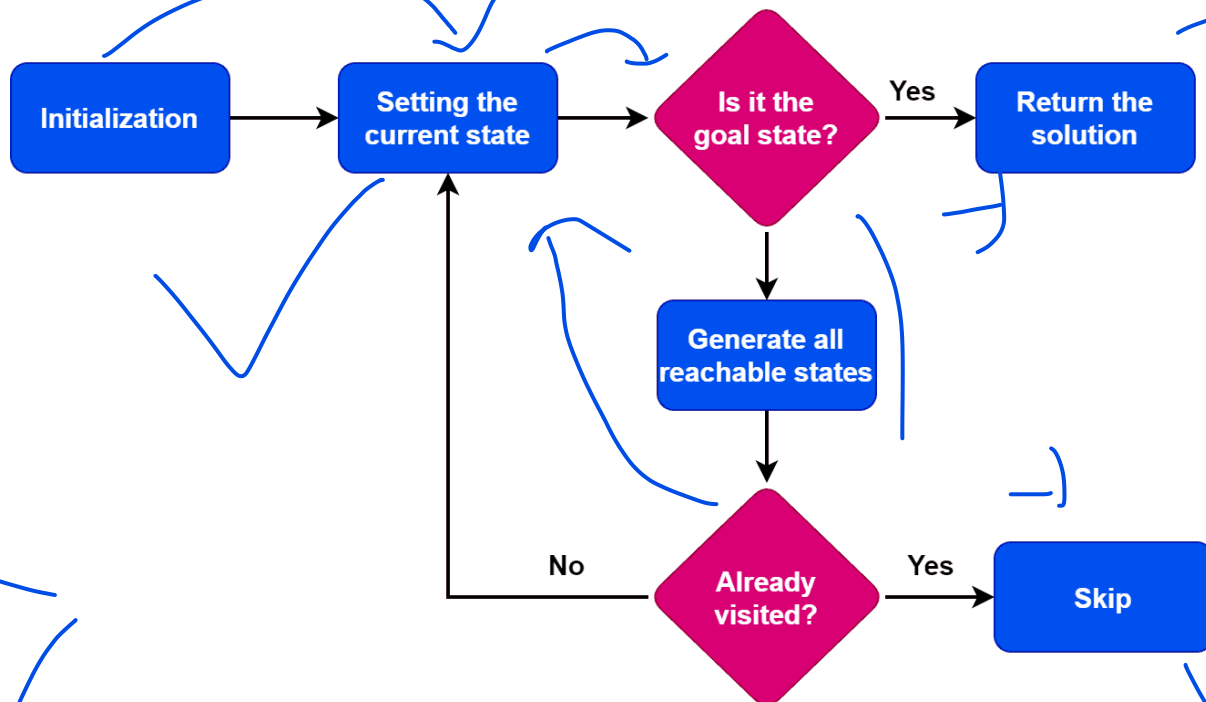 Initialization
Setting the
current state
Is it the
goal state?
Yes
Return the
solution
Generate all
reachable states
No
Already
visited?
Yes
Skip